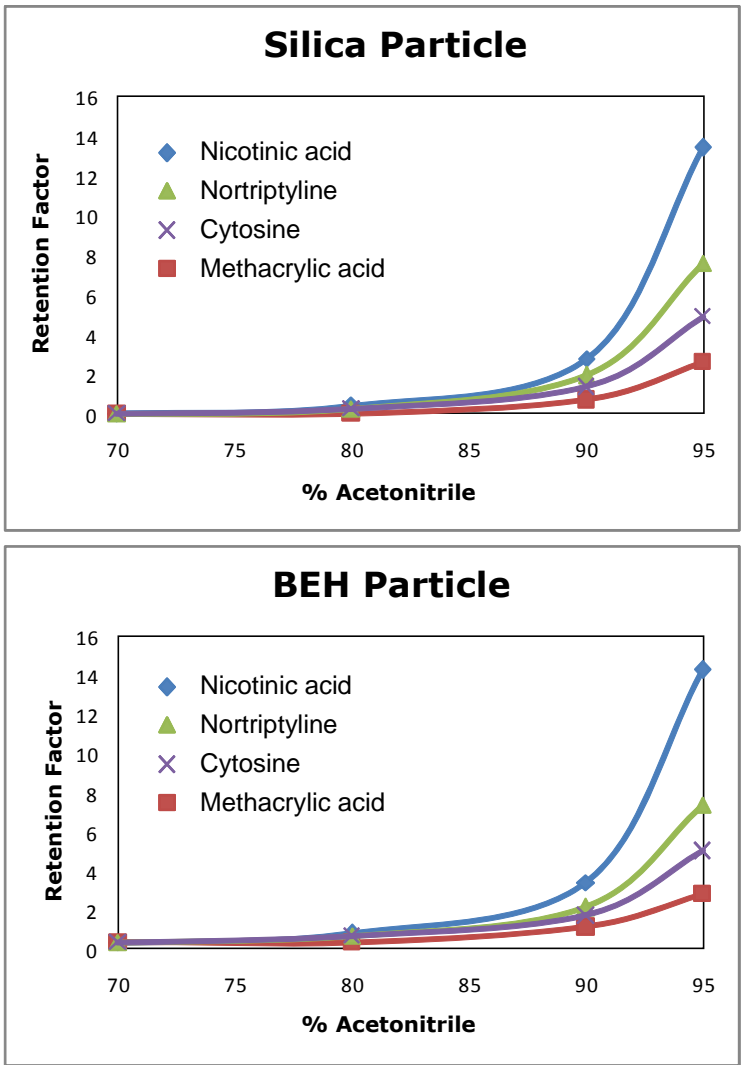 Silica Particle
16
14
12
10
8
6
4
2
0
Retention Factor
Nicotinic acid
Nortriptyline
Cytosine
Methacrylic acid
70 75 80 85 90 95
% Acetonitrile
BEH Particle
16
14
12
10
8
6
4
2
0
Retention Factor
Nicotinic acid
Nortriptyline
Cytosine
Methacrylic acid
70 75 80 85 90 95
% Acetonitrile